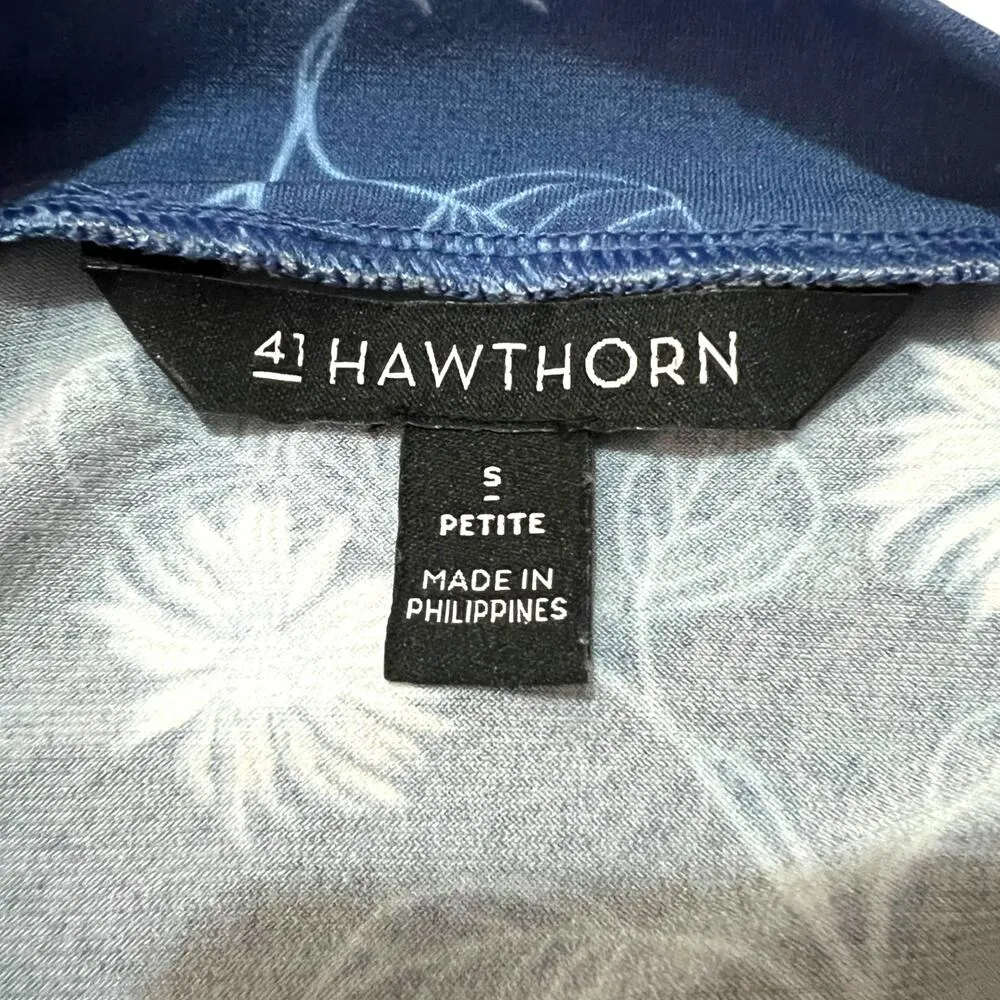 41 HAWTHORN
S
-
PETITE
MADE IN
PHILIPPINES